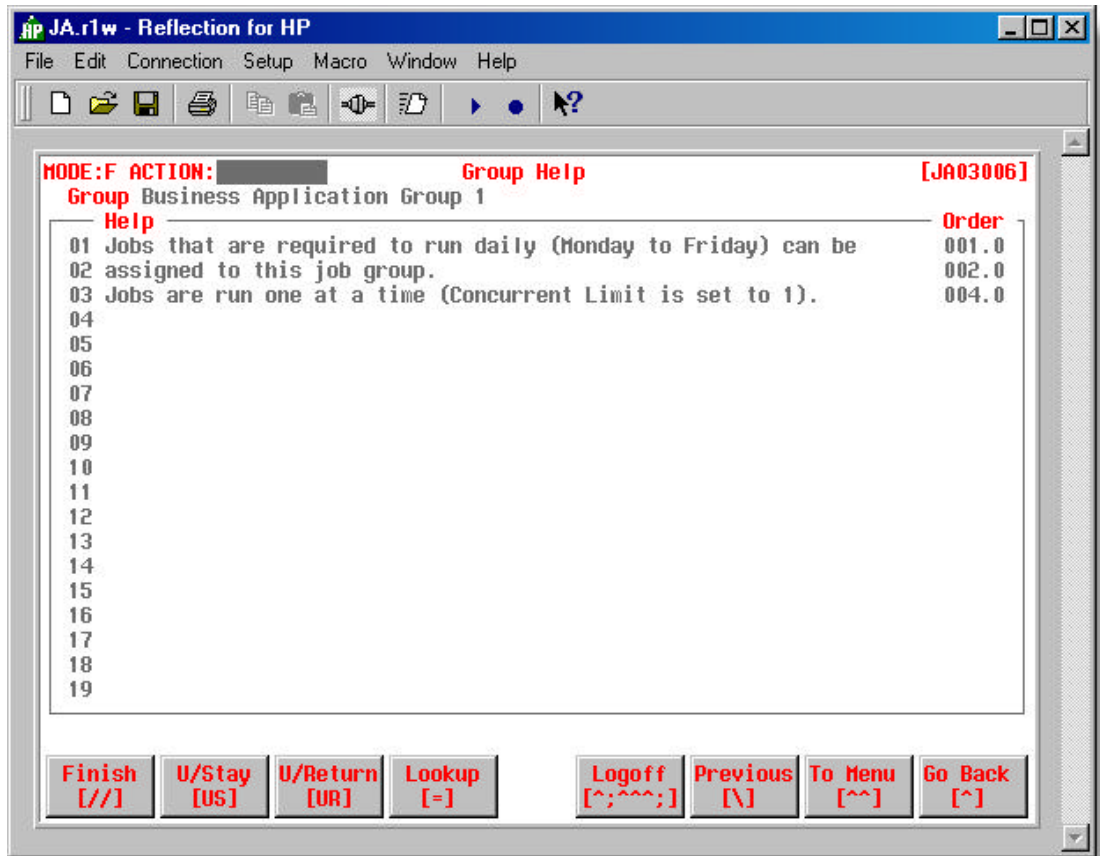 JA.r1w - Reflection for HP
File Edit Connection Setup Macro Window Help
MODE:F ACTION: Group Help [JA03006]
Group Business Application Group 1
Help Order
01 Jobs that are required to run daily (Monday to Friday) can be 001.0
02 assigned to this job group. 002.0
03 Jobs are run one at a time (Concurrent Limit is set to 1). 004.0
04
05
06
07
08
09
10
11
12
13
14
15
16
17
18
19
Finish U/Stay U/Return Lookup Logoff Previous To Menu Go Back
[//] [US] [UR] [=] [^;^^^;] [\] [^^] [^]